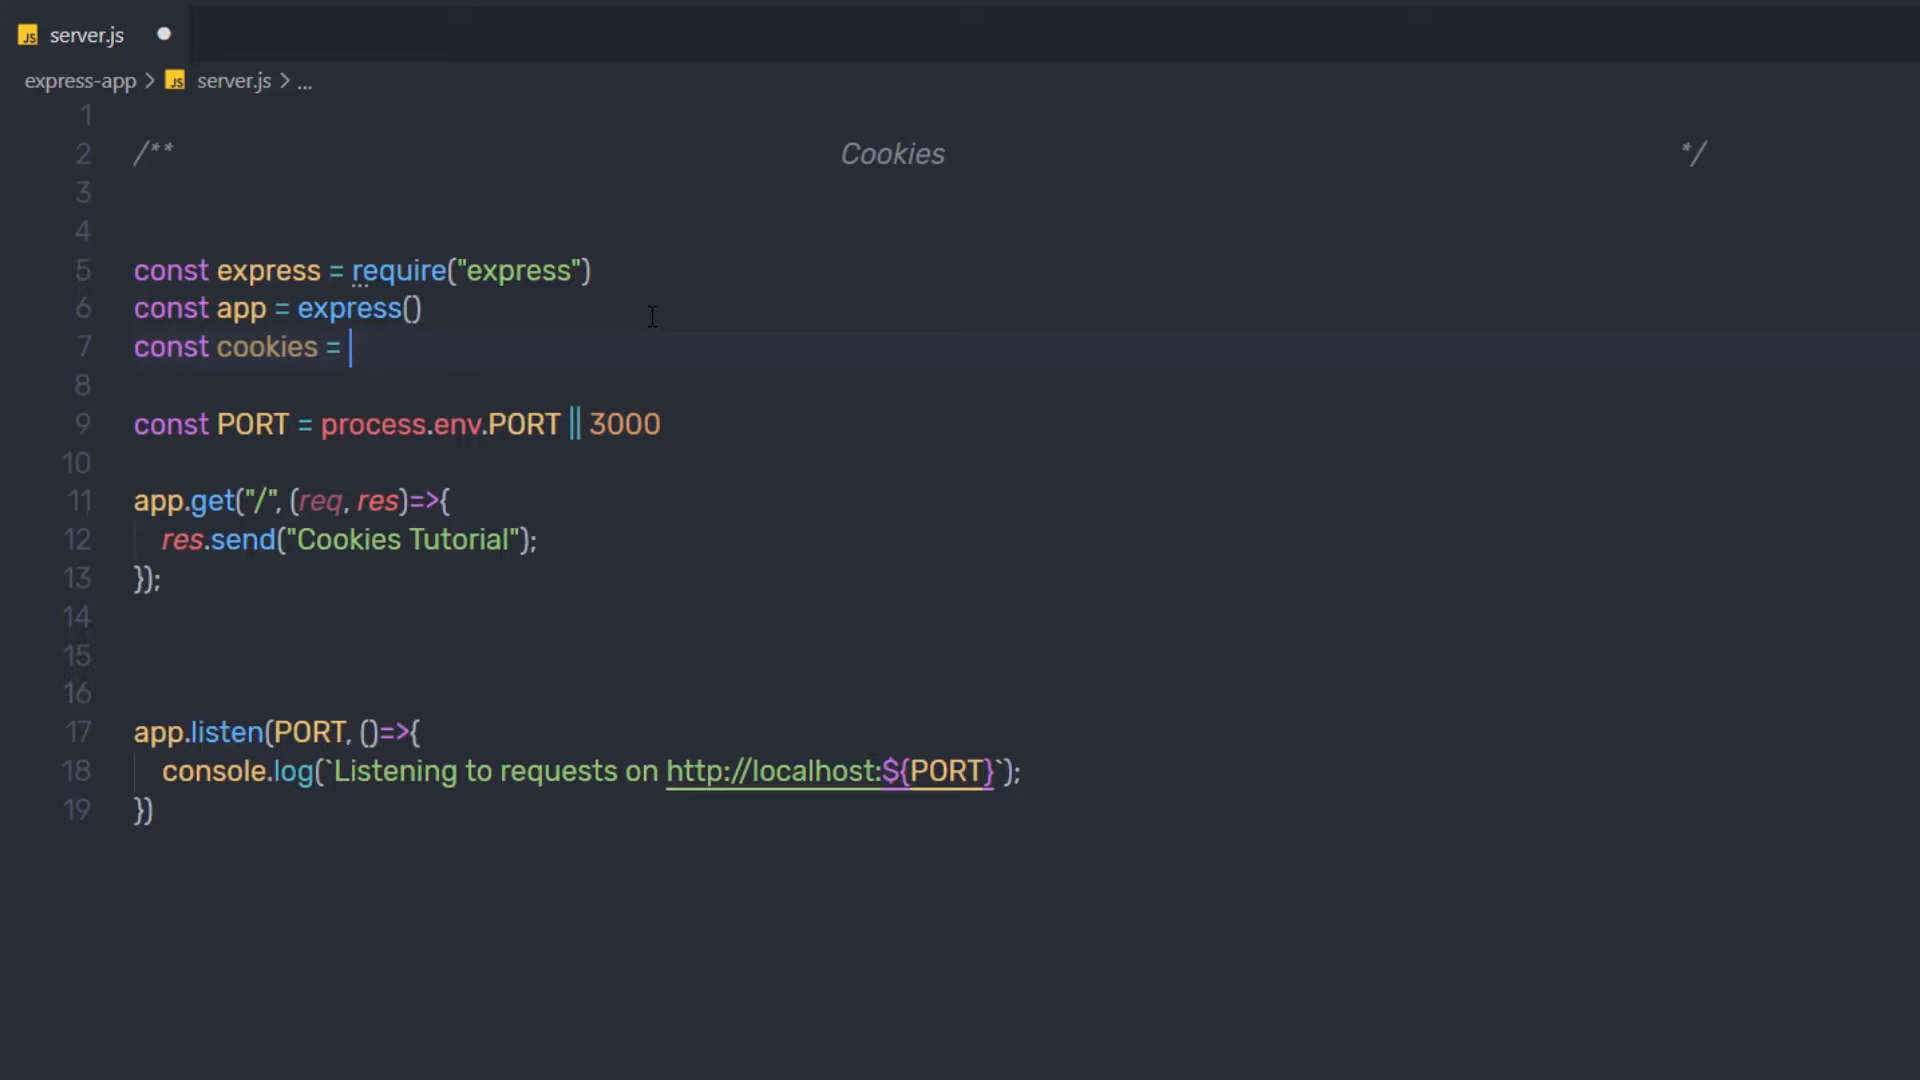 JS server.js
express-app > JS server.js > ...
1
2 /** Cookies */
3
4
5 const express = require("express")
6 const app = express()
7 const cookies =
8
9 const PORT = process.env.PORT || 3000
10
11 app.get("/", (req, res)=>{
12 res.send("Cookies Tutorial");
13 });
14
15
16
17 app.listen(PORT, ()=>{
18 console.log(`Listening to requests on http://localhost:${PORT}`);
19 })